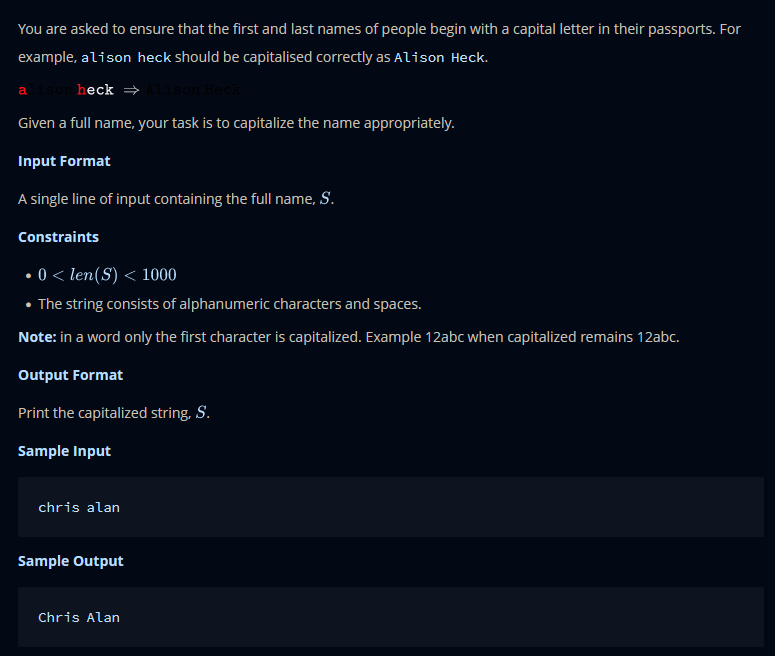 You are asked to ensure that the first and last names of people begin with a capital letter in their passports. For
example, alison heck should be capitalised correctly as Alison Heck.
alison heck ⇒ Alison Heck
Given a full name, your task is to capitalize the name appropriately.
Input Format
A single line of input containing the full name, S.
Constraints
• 0 < len(S) < 1000
• The string consists of alphanumeric characters and spaces.
Note: in a word only the first character is capitalized. Example 12abc when capitalized remains 12abc.
Output Format
Print the capitalized string, S.
Sample Input
chris alan
Sample Output
Chris Alan